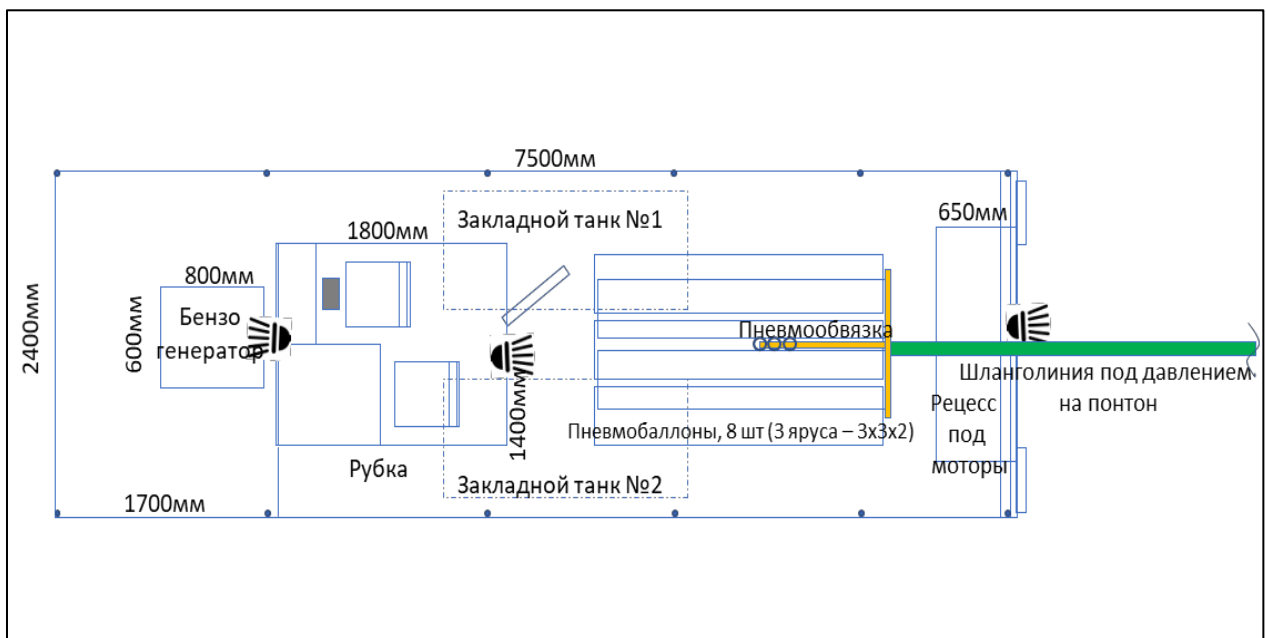 7500мм
Закладной танк №1
650мм
1800мм
800мм
2400мм
600мм
Бензо
генератор
Пневмообвязка
Шланголиния под давлением
на понтон
Рецесс
под
моторы
1400мм
Пневмобаллоны, 8 шт (3 яруса – 3х3х2)
Рубка
Закладной танк №2
1700мм